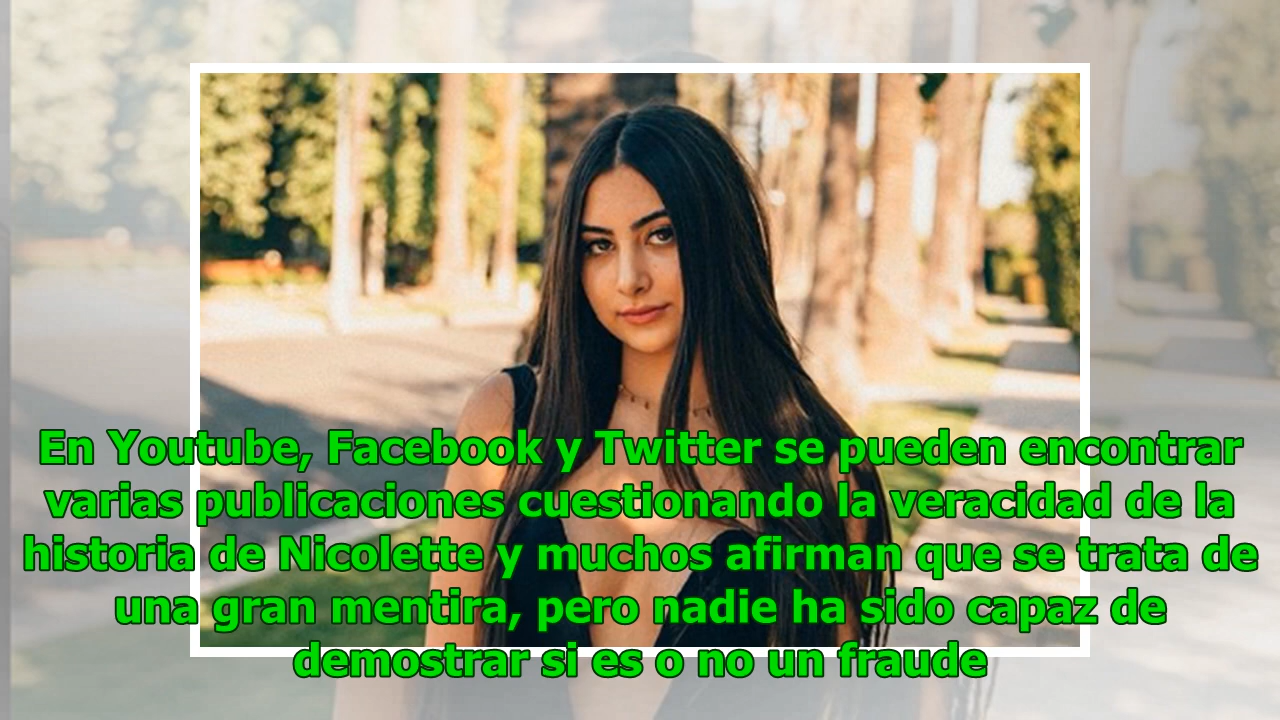 En Youtube, Facebook y Twitter se pueden encontrar
varias publicaciones cuestionando la veracidad de la
historia de Nicolette y muchos afirman que se trata de
una gran mentira, pero nadie ha sido capaz de
demostrar si es o no un fraude